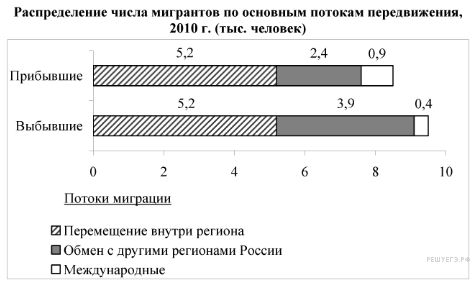 Распределение числа мигрантов по основным потокам передвижения,
2010 г. (тыс. человек)
5,2 2,4 0,9
Прибывшие
5,2 3,9 0,4
Выбывшие
0 2 4 6 8 10
Потоки миграции
Перемещение внутри региона
Обмен с другими регионами России
Международные
РЕШУЕГЭ.РФ